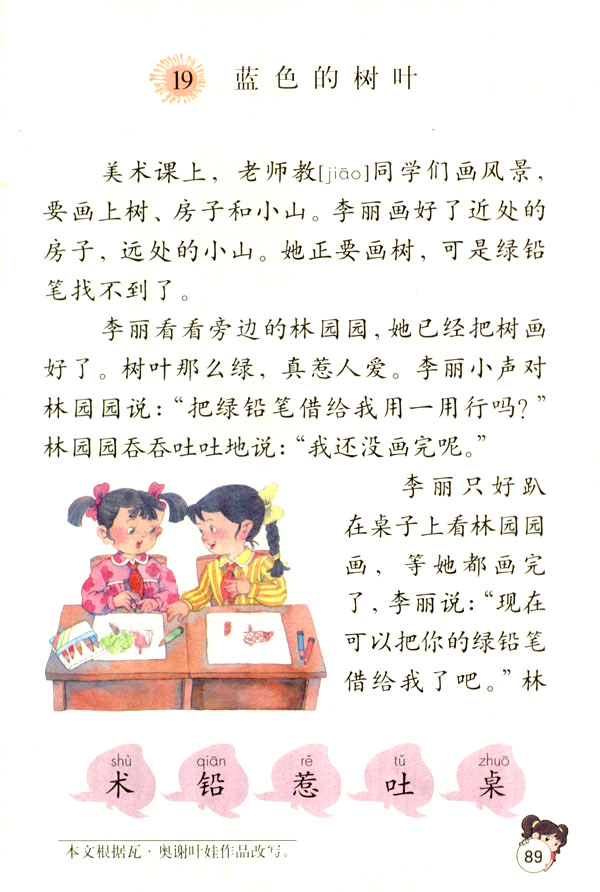 19 蓝色的树叶
美术课上，老师教[jiāo]同学们画风景，
要画上树、房子和小山。李丽画好了近处的
房子，远处的小山。她正要画树，可是绿铅
笔找不到了。
李丽看看旁边的林园园，她已经把树画
好了。树叶那么绿，真惹人爱。李丽小声对
林园园说：“把绿铅笔借给我用一用行吗？”
林园园吞吞吐吐地说：“我还没画完呢。”
李丽只好趴
在桌子上看林园园
画，等她都画完
了，李丽说：“现在
可以把你的绿铅笔
借给我了吧。”林
shù qiān rě tǔ zhuō
术 铅 惹 吐 桌
本文根据瓦·奥谢叶娃作品改写。
89